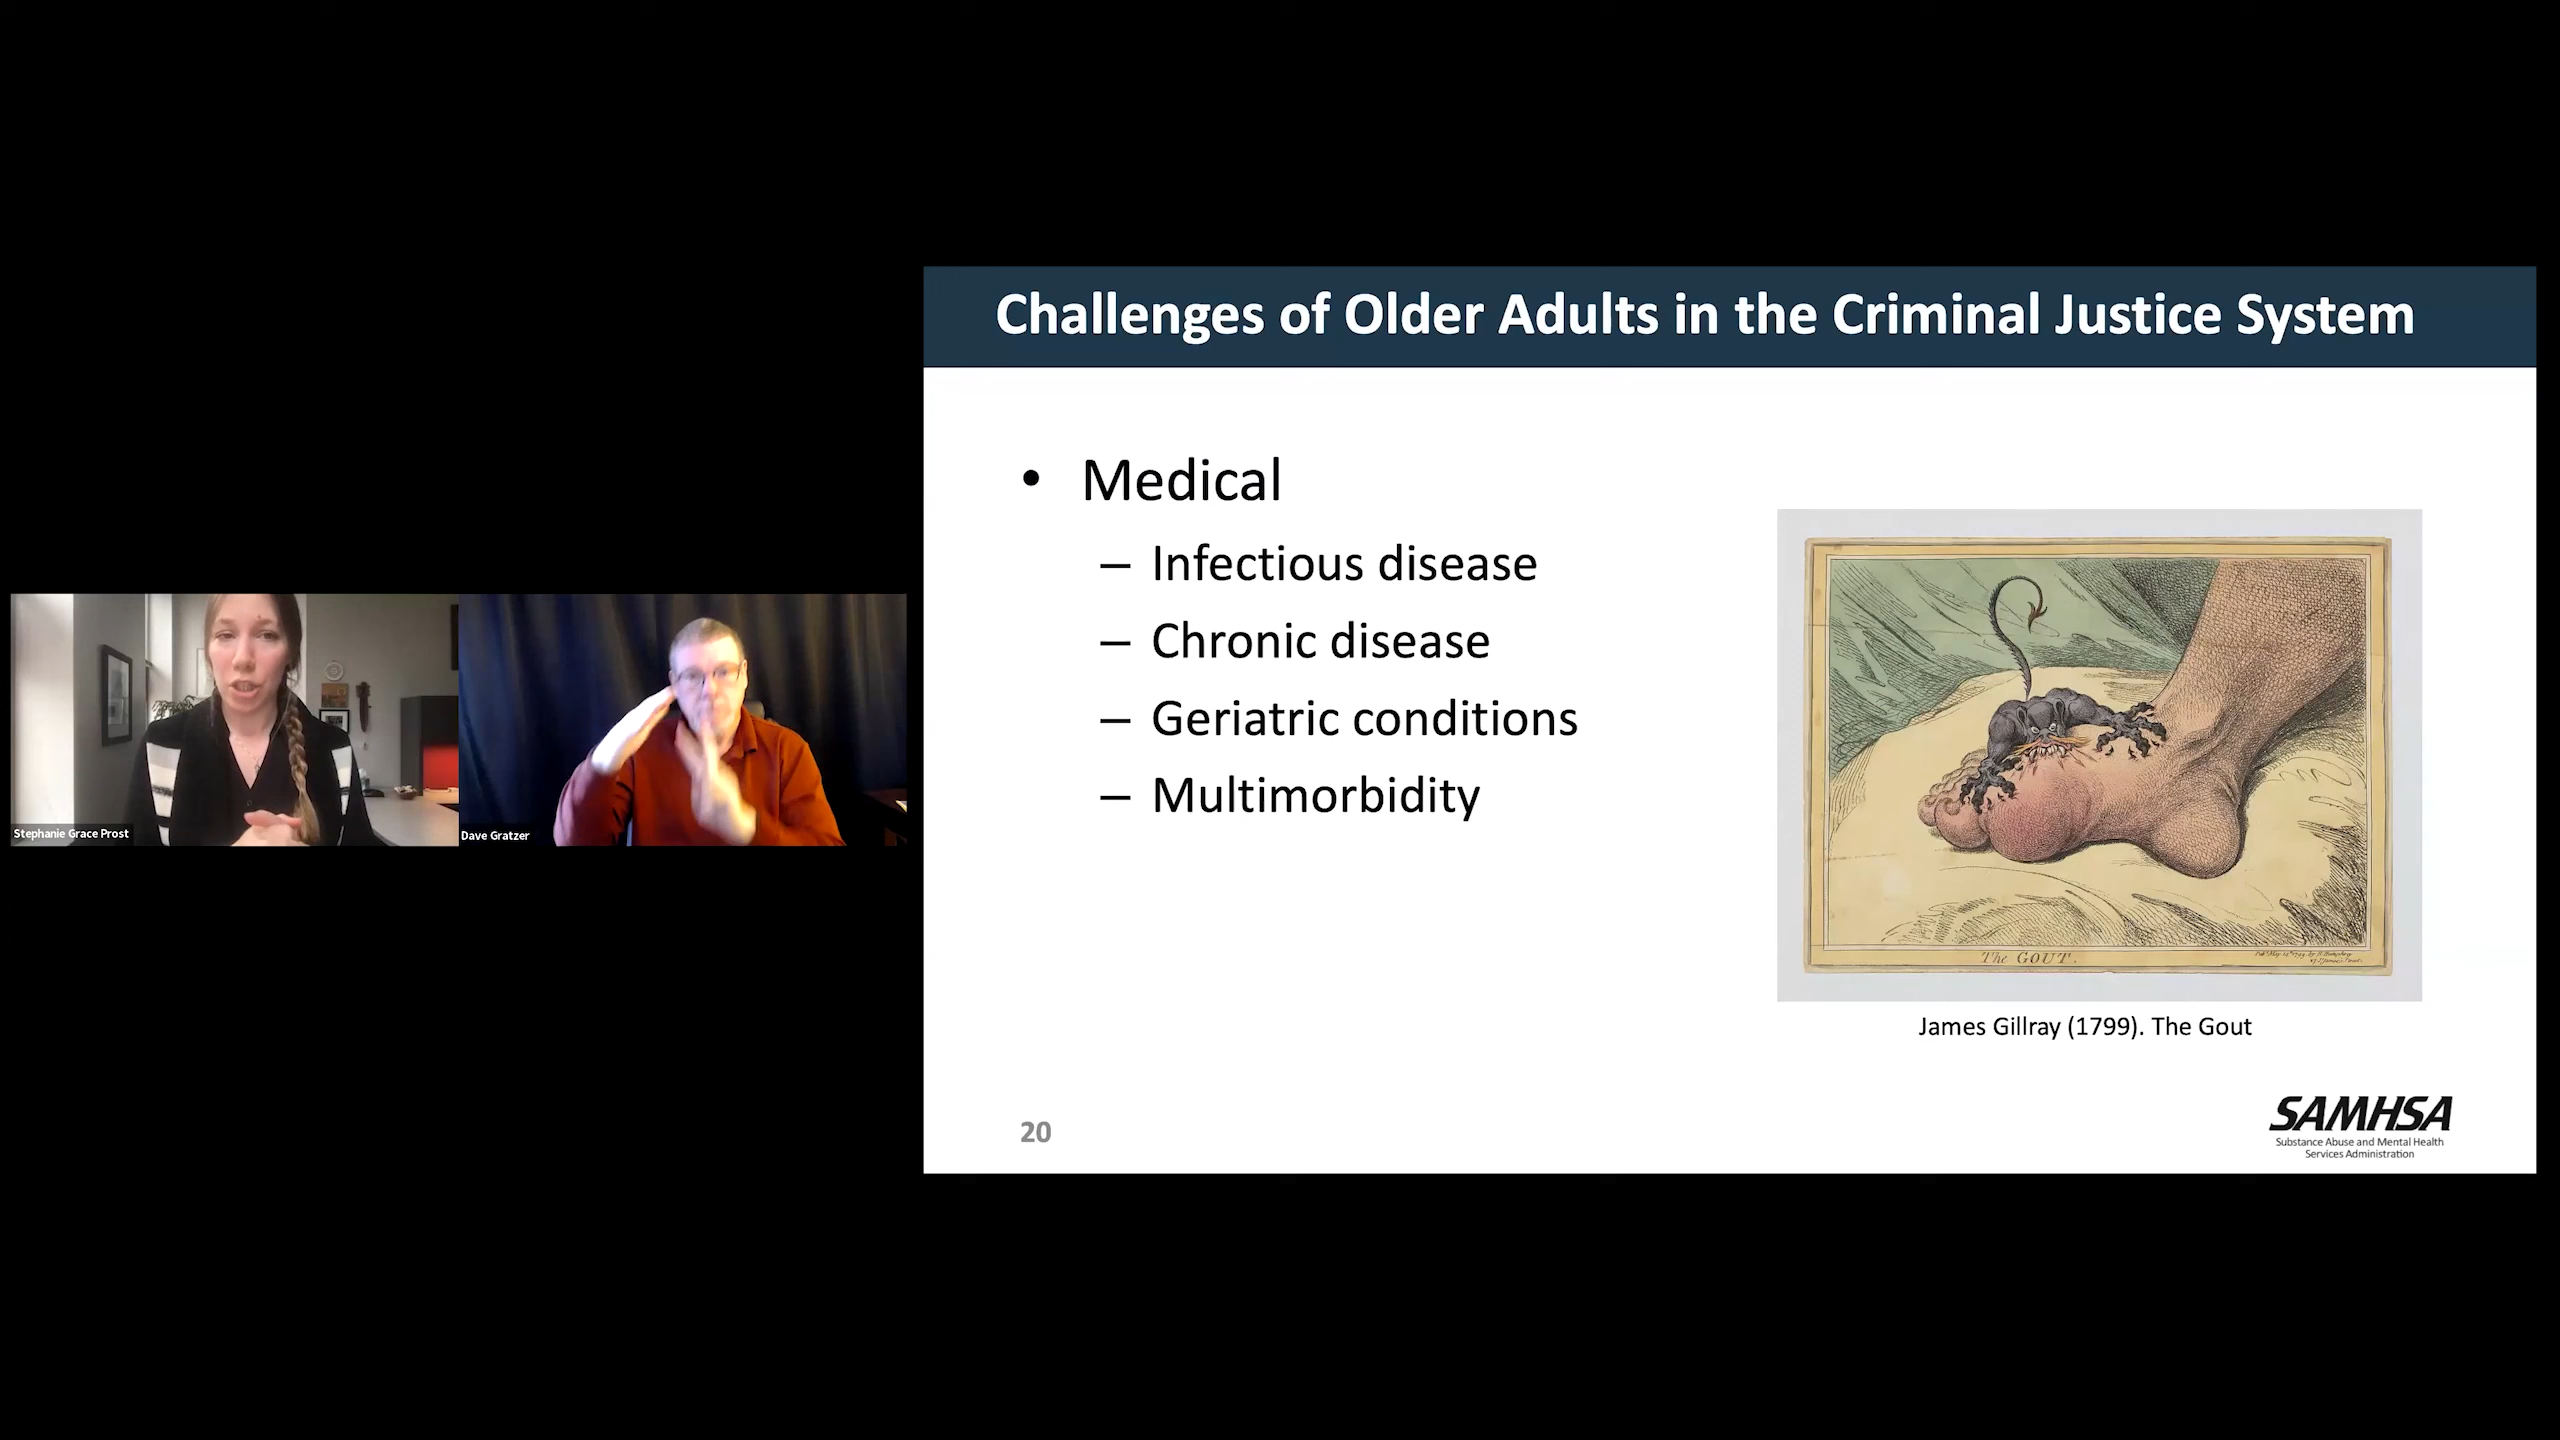 Challenges of Older Adults in the Criminal Justice System
• Medical
– Infectious disease
– Chronic disease
– Geriatric conditions
– Multimorbidity
The GOUT.
James Gillray (1799). The Gout
Stephanie Grace Prost
Dave Gratzer
20
SAMHSA
Substance Abuse and Mental Health
Services Administration